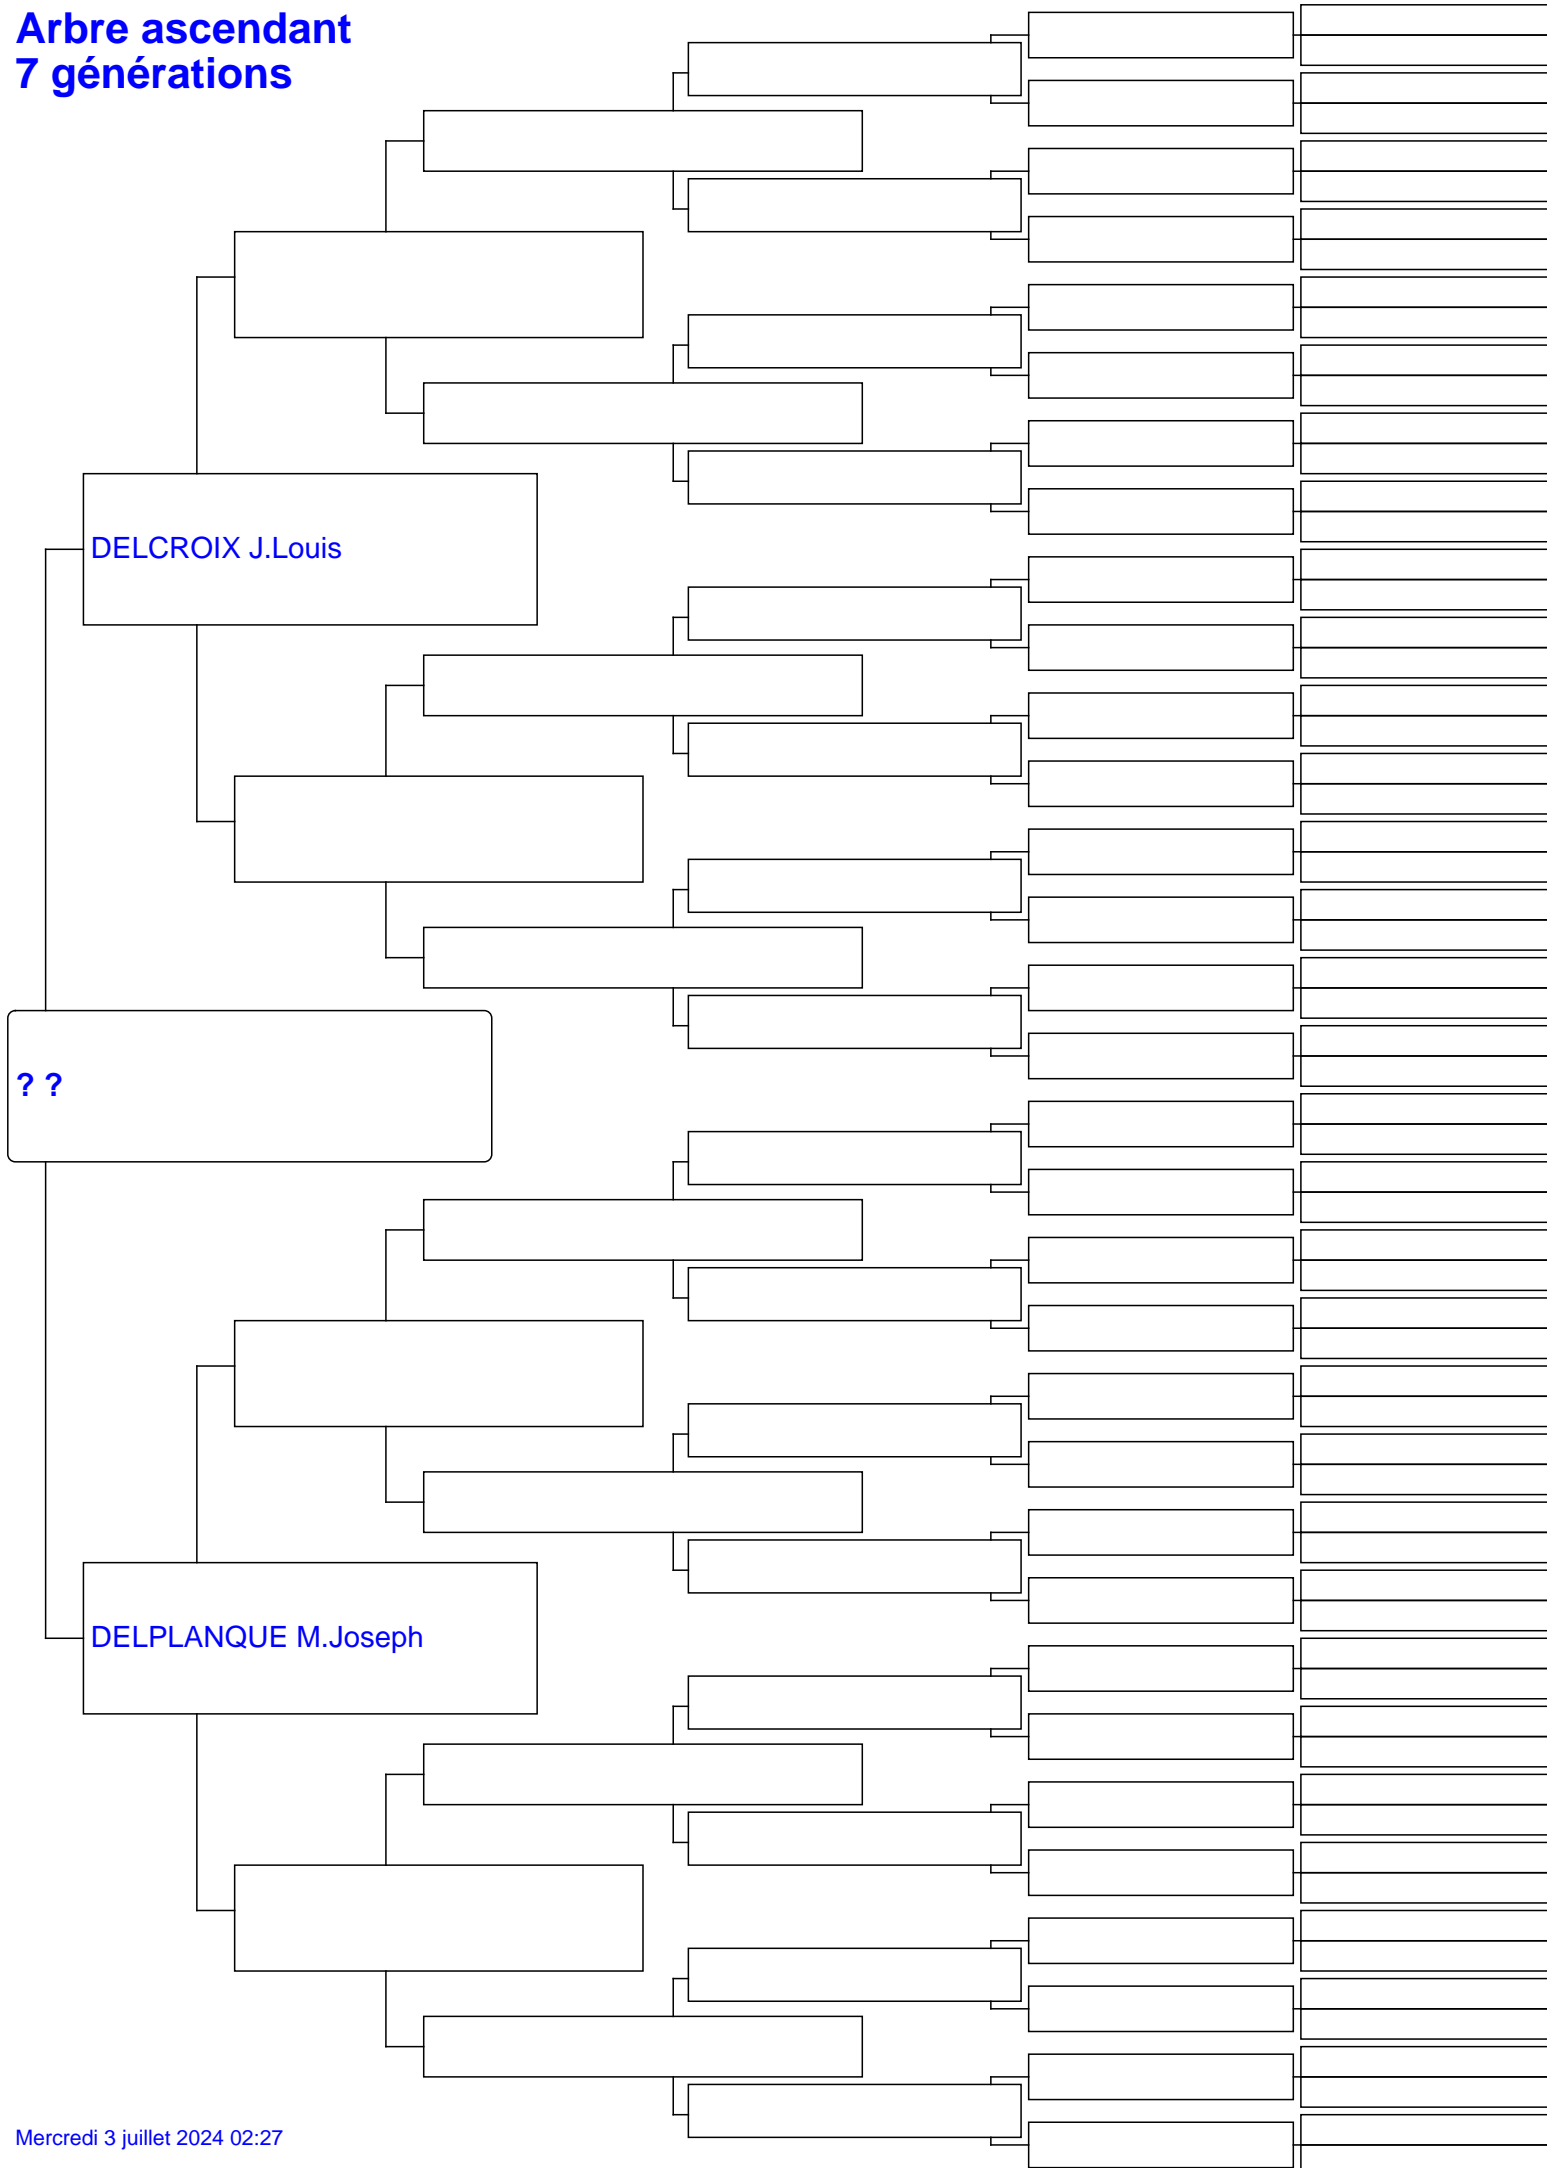 Arbre ascendant
7 générations
DELCROIX J.Louis
? ?
DELPLANQUE M.Joseph
Mercredi 3 juillet 2024 02:27